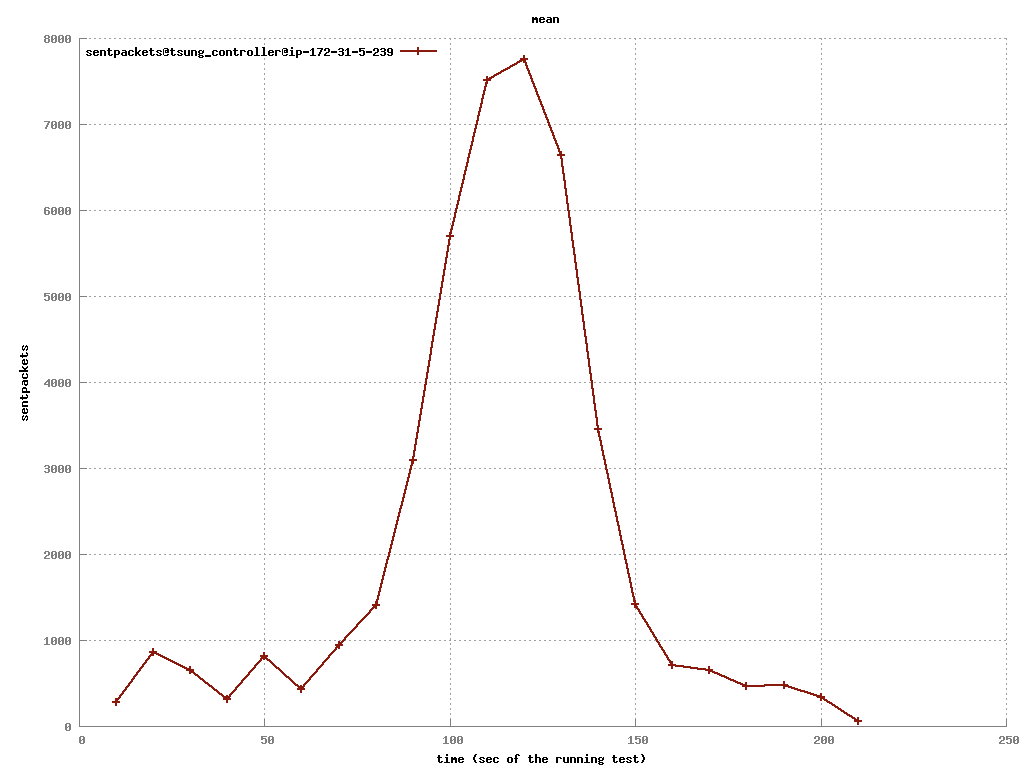 mean
sentpackets@tsung_controller@ip-172-31-5-239
8000
7000
6000
5000
4000
3000
2000
1000
0
sentpackets
0 50 100 150 200 250
time (sec of the running test)